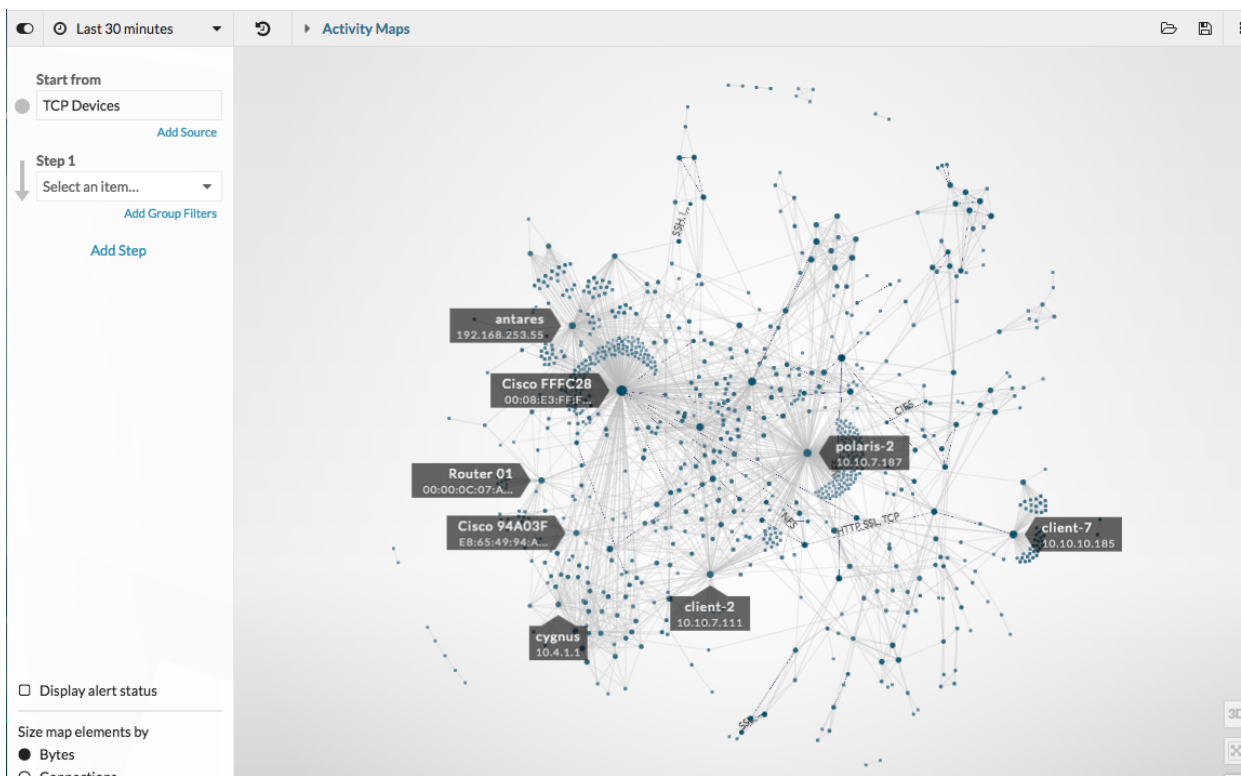 Last 30 minutes
Activity Maps
Start from
TCP Devices
Add Source
Step 1
Select an item...
Add Group Filters
Add Step
SSH, L...
antares
192.168.253.55
Cisco FFFC28
00:08:E3:FF:F...
CIFS
polaris-2
10.10.7.187
Router 01
00:00:0C:07:A...
Cisco 94A03F
E8:65:49:94:A...
NFS
HTTP, SSL, TCP
client-7
10.10.10.185
client-2
10.10.7.111
cygnus
10.4.1.1
Display alert status
Size map elements by
Bytes
Connections
3D